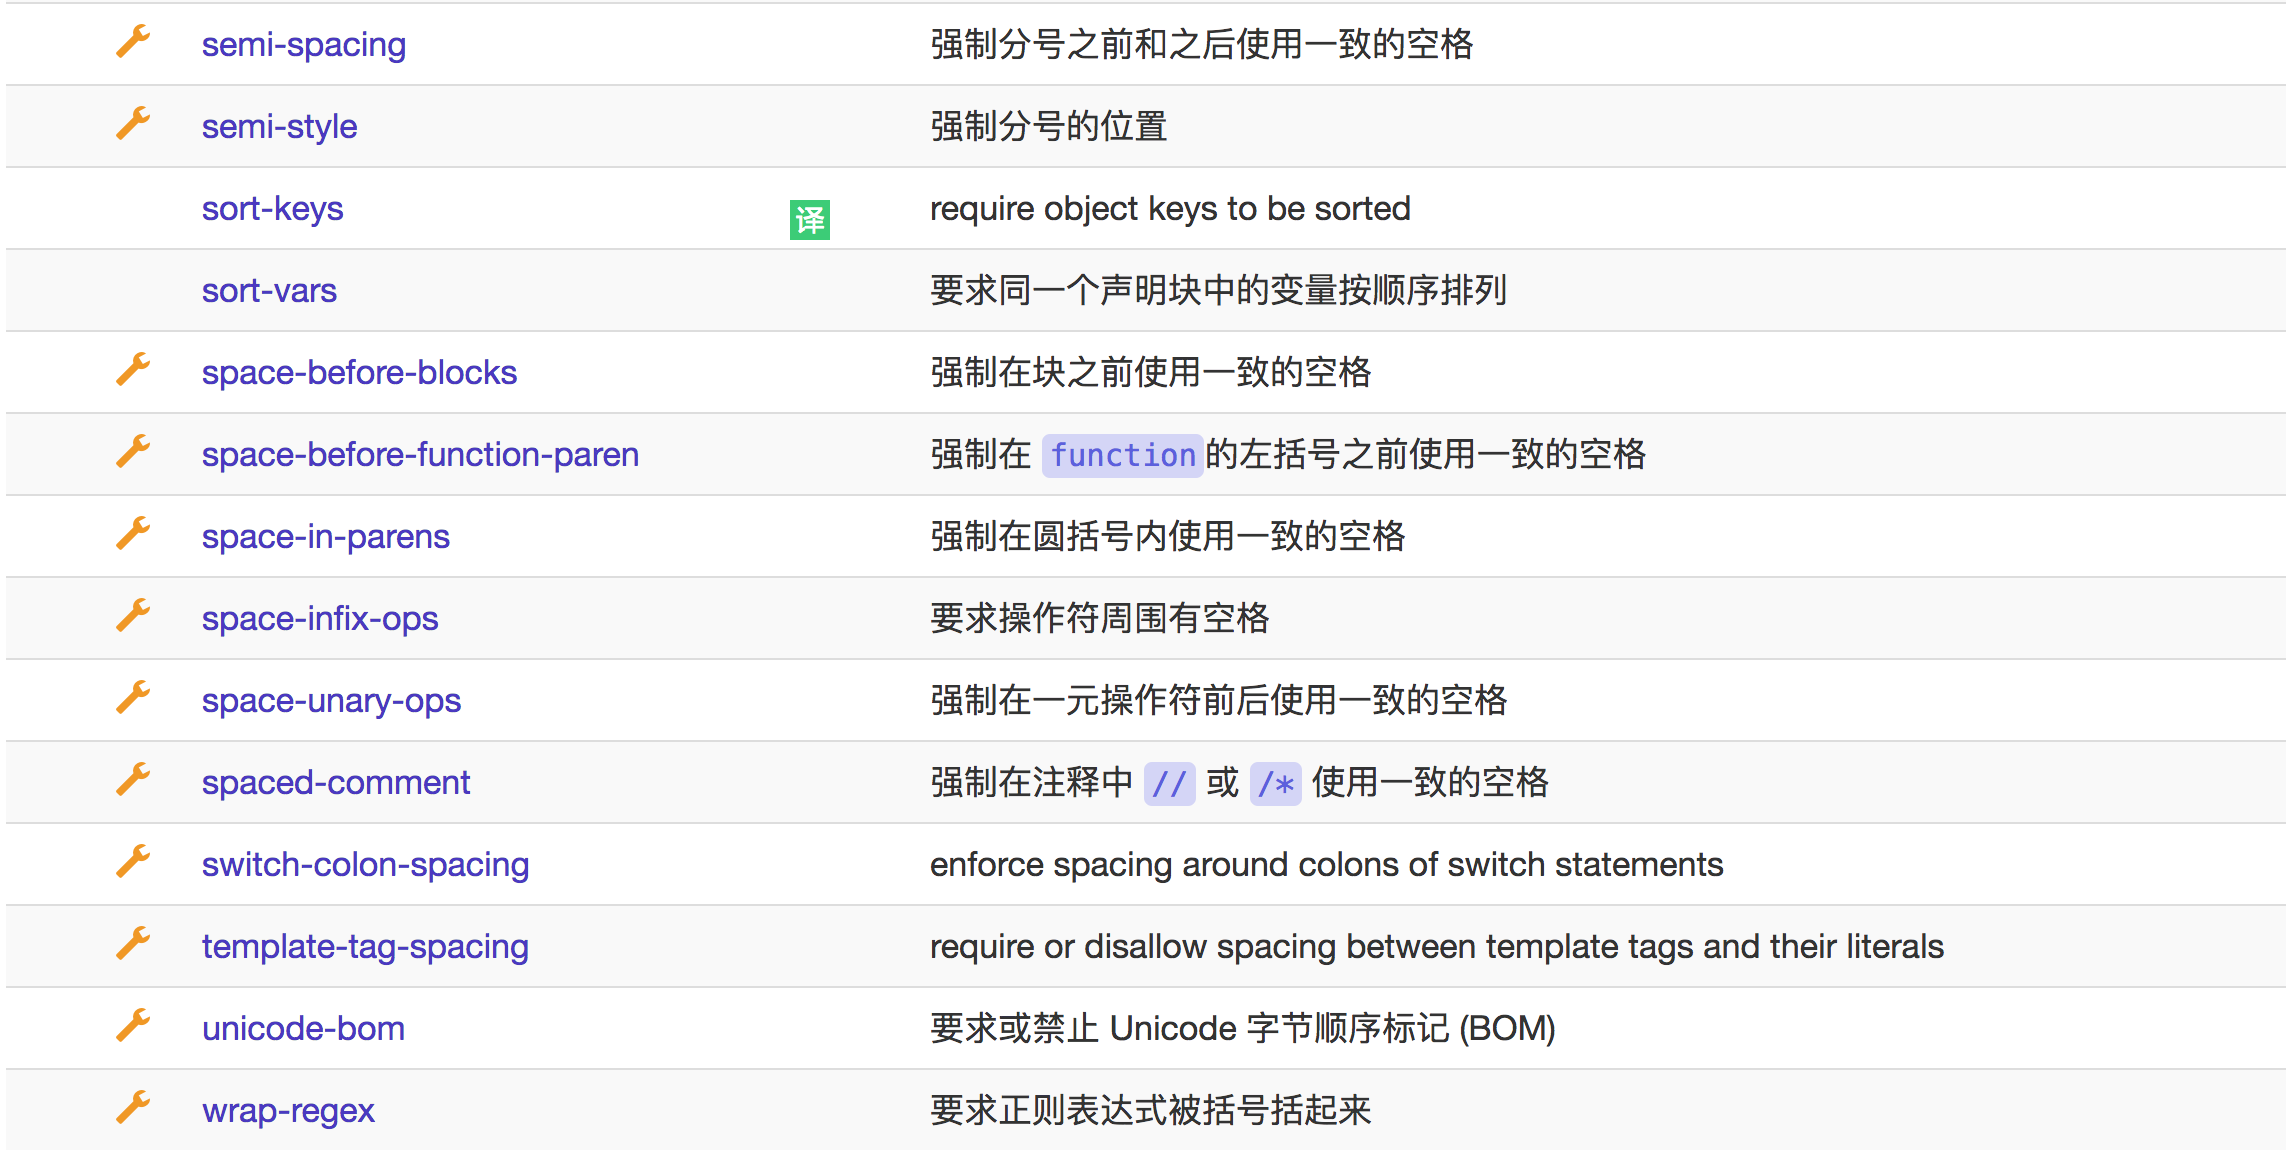 semi-spacing 强制分号之前和之后使用一致的空格
semi-style 强制分号的位置
sort-keys 译 require object keys to be sorted
sort-vars 要求同一个声明块中的变量按顺序排列
space-before-blocks 强制在块之前使用一致的空格
space-before-function-paren 强制在 function的左括号之前使用一致的空格
space-in-parens 强制在圆括号内使用一致的空格
space-infix-ops 要求操作符周围有空格
space-unary-ops 强制在一元操作符前后使用一致的空格
spaced-comment 强制在注释中 // 或 /* 使用一致的空格
switch-colon-spacing enforce spacing around colons of switch statements
template-tag-spacing require or disallow spacing between template tags and their literals
unicode-bom 要求或禁止 Unicode 字节顺序标记 (BOM)
wrap-regex 要求正则表达式被括号括起来